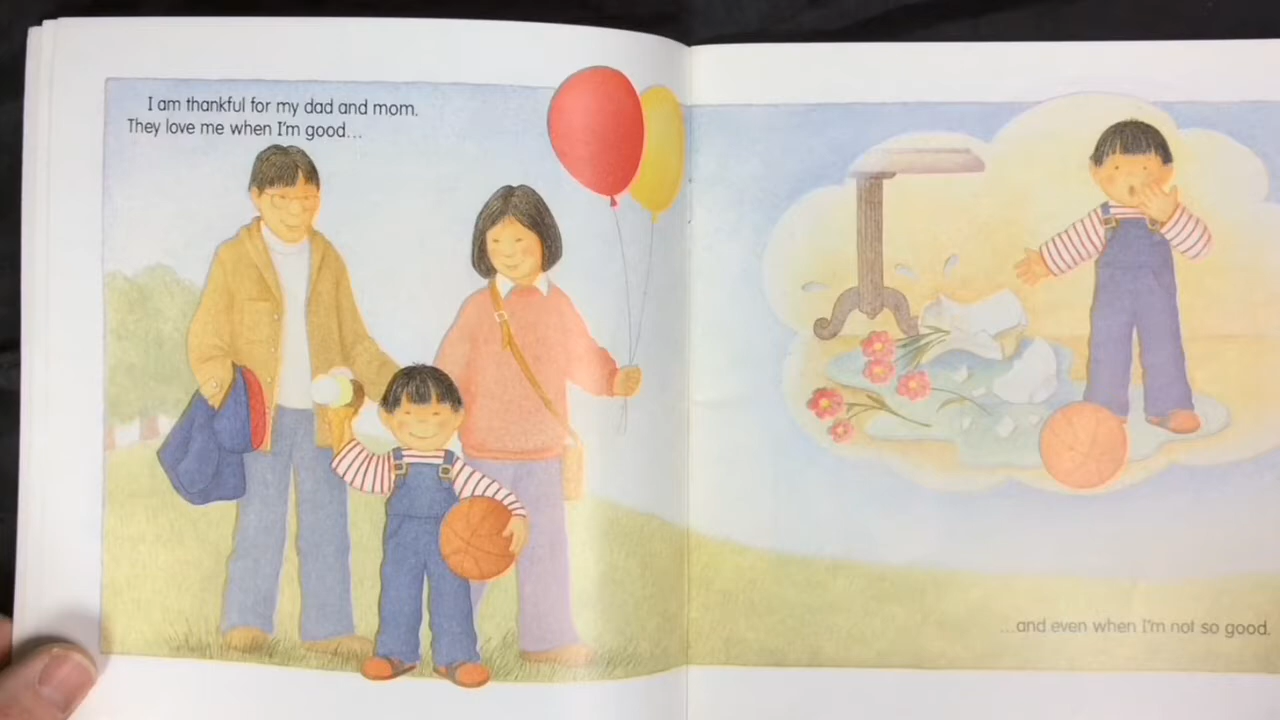 I am thankful for my dad and mom.
They love me when I'm good...
...and even when I'm not so good.